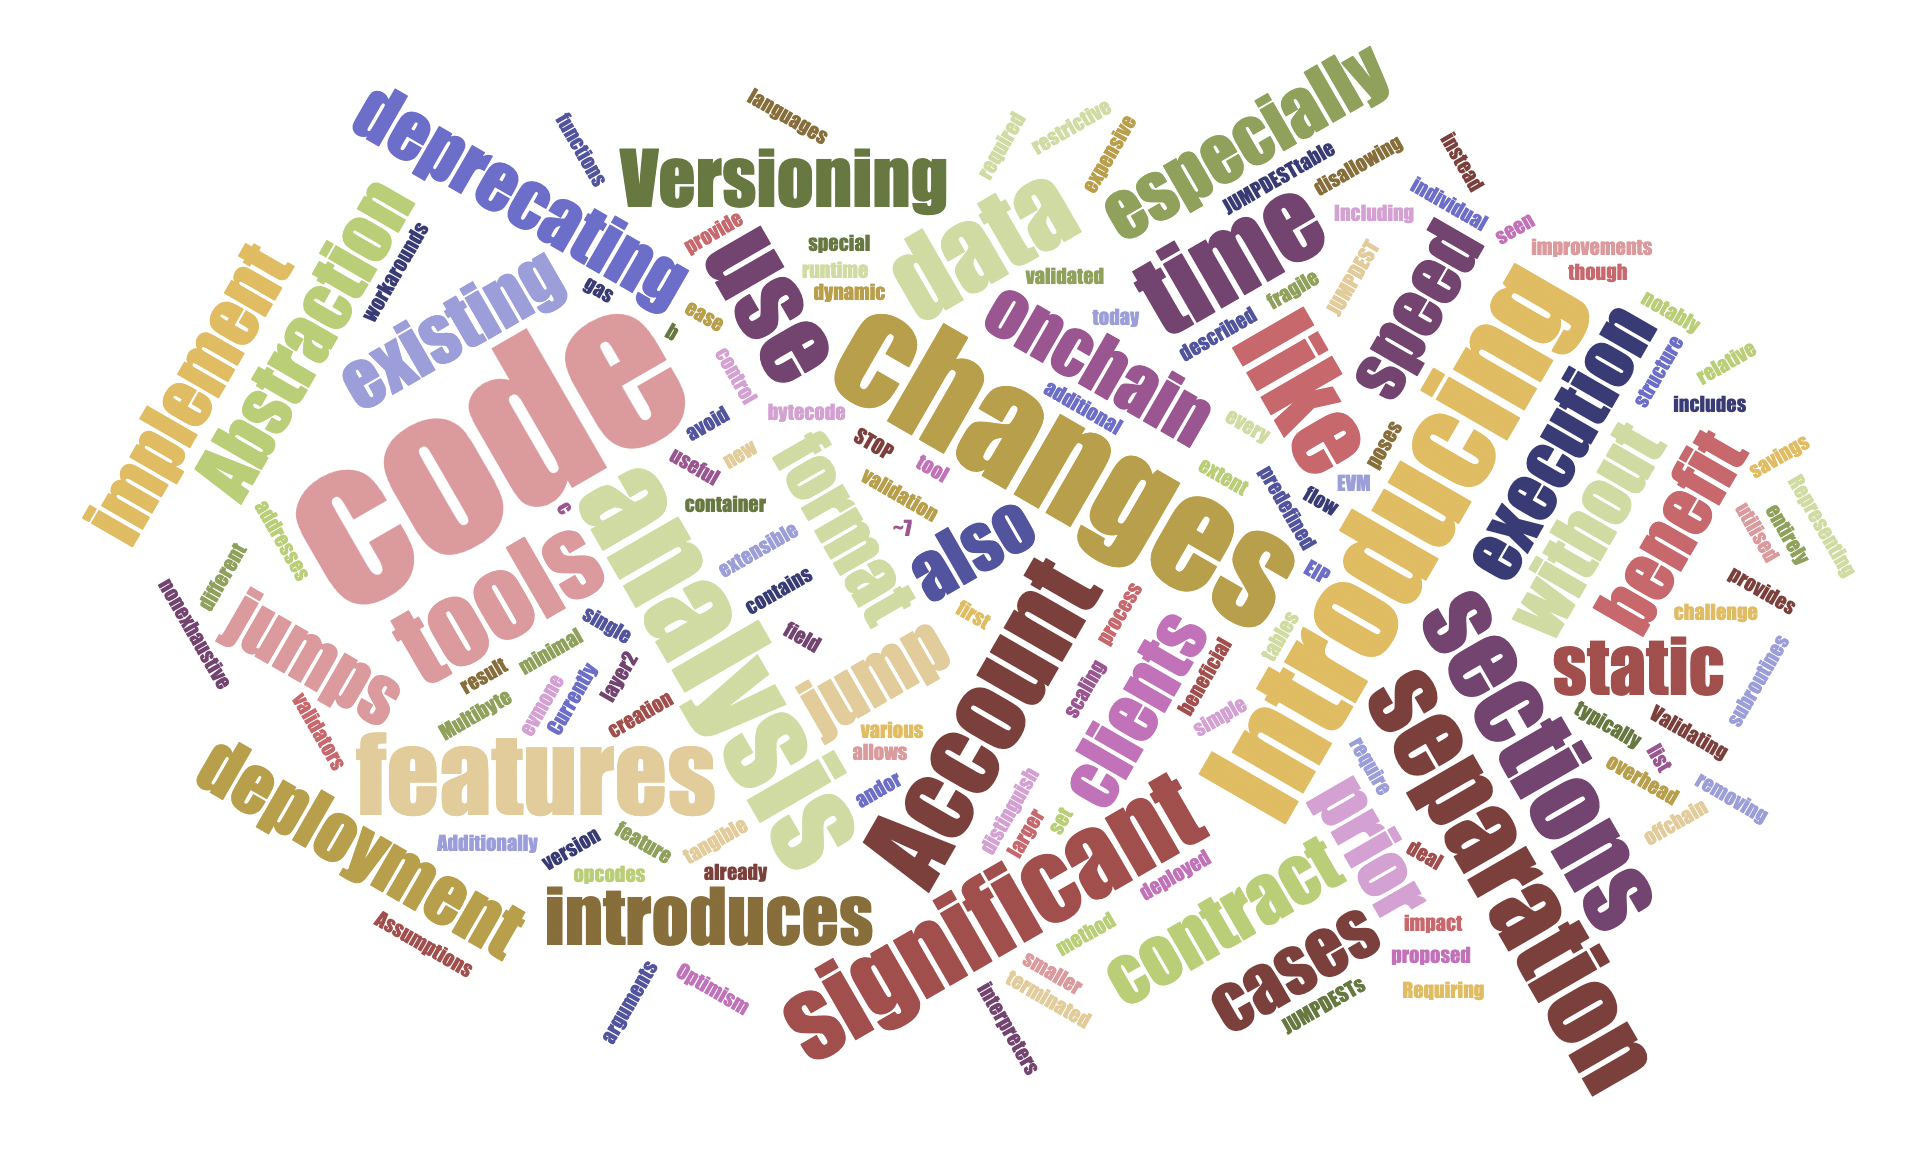 languages
functions
deprecating
Versioning
required
restrictive
expensive
especially
JUMPDESTtable
disallowing
instead
individual
Including
seen
improvements
though
Abstraction
workarounds
implement
existing
gas
provide
use
special
runtime
dynamic
data
validated
time
fragile
JUMPDEST
speed
described
today
onchain
ease
b
code
changes
like
Introducing
execution
notably
structure
relative
includes
control
bytecode
avoid
additional
every
poses
EVM
without
benefit
savings
Representing
useful
new
STOP
tool
validation
format
container
extent
predefined
flow
utilised
entirely
addresses
c
analysis
~7
also
extensible
contains
EIP
provides
challenge
different
nonexhaustive
jumps
tools
single
minimal
field
first
Account
process
tables
clients
beneficial
scaling
simple
sections
static
subrountines
result
Multibyte
evmone
Currently
layer2
creation
jump
various
allows
validators
typically
Validating
list
overhead
removing
offchain
features
deployment
andor
distinguish
larger
set
require
prior
separation
deal
Additionally
version
feature
tangible
opcodes
already
introduces
significant
deployed
contract
method
cases
impact
proposed
Requiring
JUMPDESTs
Assumptions
arguments
Optimism
smaller
terminated
interpreters